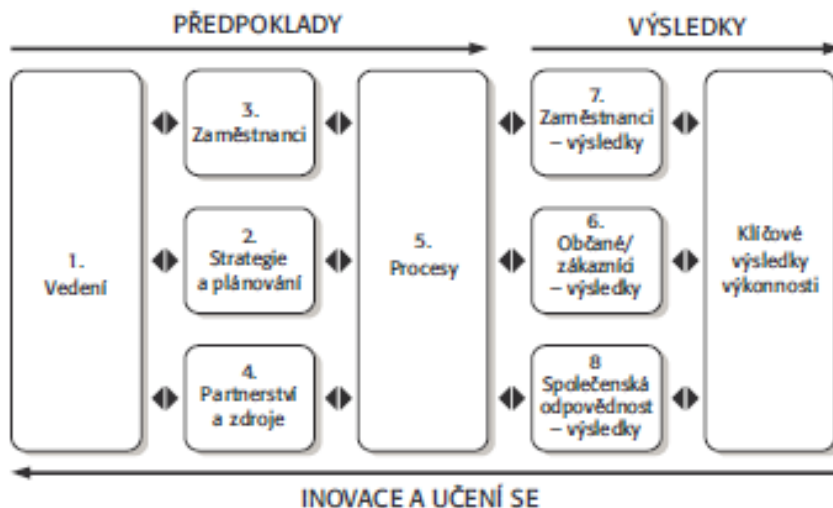 PŘEDPOKLADY
VÝSLEDKY
1.
Vedení
3.
Zaměstnanci
2.
Strategie
a plánování
4.
Partnerství
a zdroje
5.
Procesy
7.
Zaměstnanci
– výsledky
6.
Občané/
zákazníci
– výsledky
8
Společenská
odpovědnost
– výsledky
Klíčové
výsledky
výkonnosti
INOVACE A UČENÍ SE